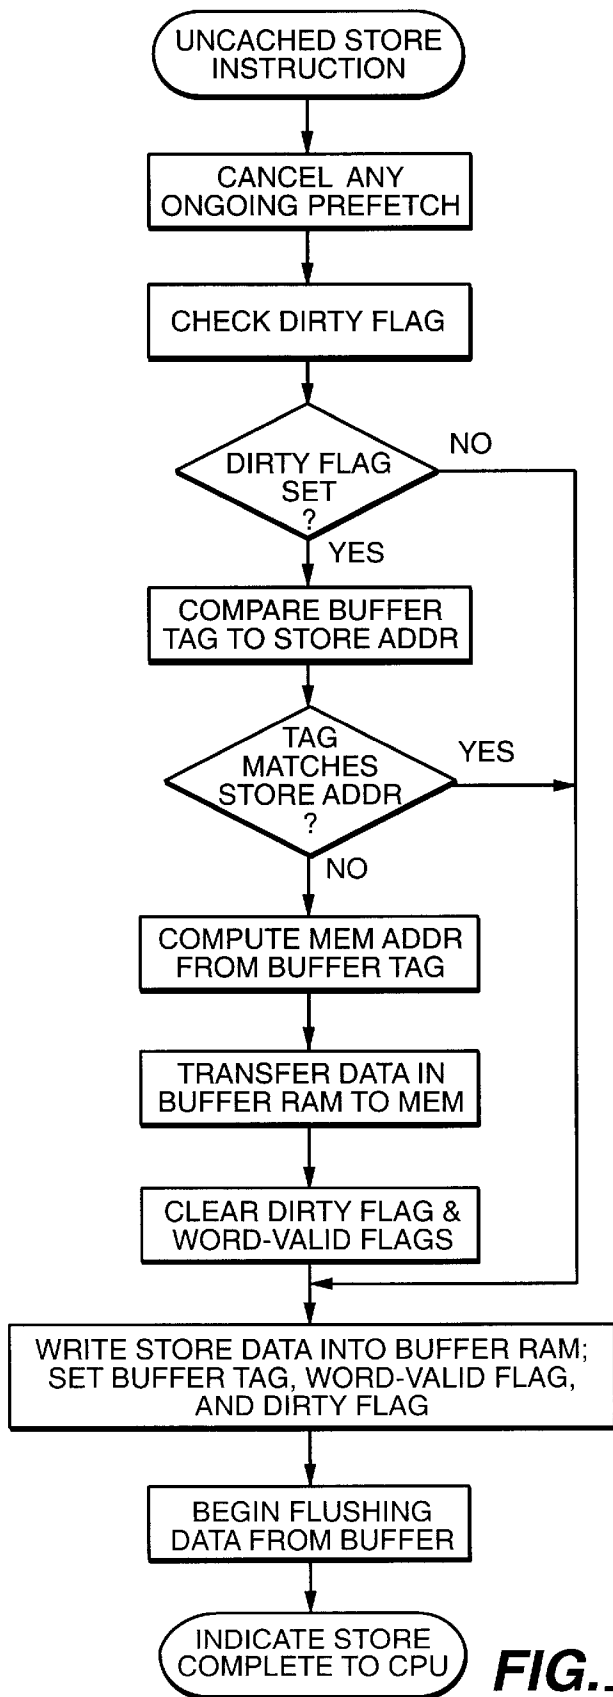 UNCACHED STORE
INSTRUCTION
CANCEL ANY
ONGOING PREFETCH
CHECK DIRTY FLAG
DIRTY FLAG
SET
?
NO
YES
COMPARE BUFFER
TAG TO STORE ADDR
TAG
MATCHES
STORE ADDR
?
YES
NO
COMPUTE MEM ADDR
FROM BUFFER TAG
TRANSFER DATA IN
BUFFER RAM TO MEM
CLEAR DIRTY FLAG &
WORD-VALID FLAGS
WRITE STORE DATA INTO BUFFER RAM;
SET BUFFER TAG, WORD-VALID FLAG,
AND DIRTY FLAG
BEGIN FLUSHING
DATA FROM BUFFER
INDICATE STORE
COMPLETE TO CPU
FIG.